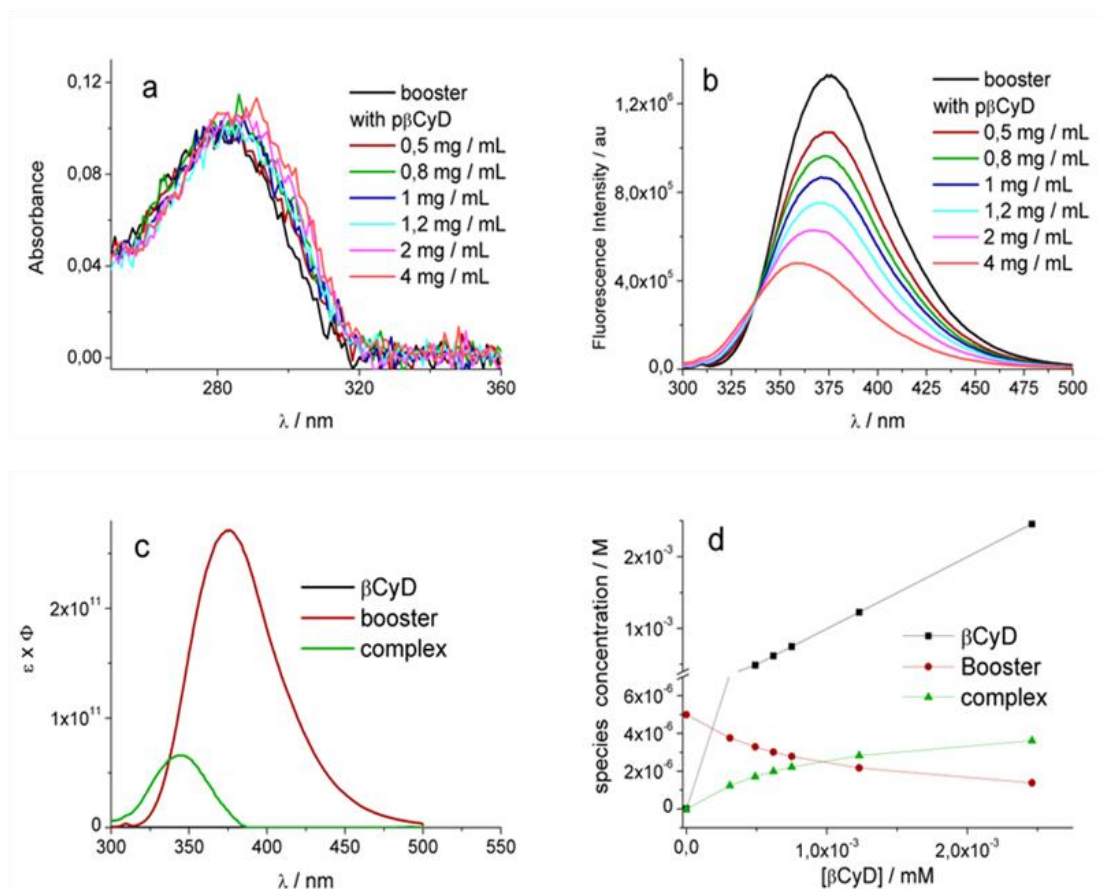 a
booster
with pβCyD
0,5 mg / mL
0,8 mg / mL
1 mg / mL
1,2 mg / mL
2 mg / mL
4 mg / mL
Absorbance
0,12
0,08
0,04
0,00
280
320
360
λ / nm
b
booster
with pβCyD
0,5 mg / mL
0,8 mg / mL
1 mg / mL
1,2 mg / mL
2 mg / mL
4 mg / mL
Fluorescence Intensity / au
1,2x10⁶
8,0x10⁵
4,0x10⁵
0,0
300 325 350 375 400 425 450 475 500
λ / nm
c
βCyD
booster
complex
ε x Φ
2x10¹¹
1x10¹¹
0
300 350 400 450 500 550
λ / nm
d
βCyD
Booster
complex
species concentration / M
2x10⁻³
1x10⁻³
6x10⁻⁶
4x10⁻⁶
2x10⁻⁶
0
0,0 1,0x10⁻³ 2,0x10⁻³
[βCyD] / mM